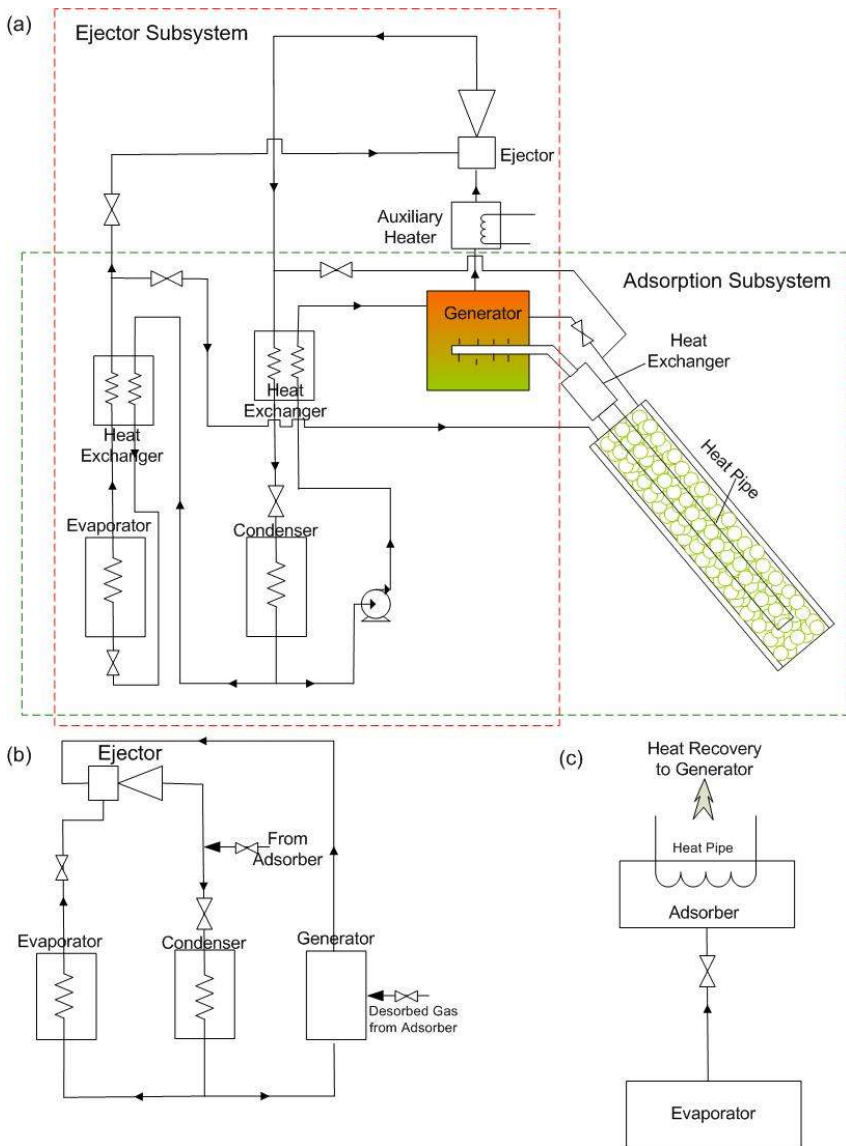 (a)
Ejector Subsystem
Ejector
Auxiliary
Heater
Adsorption Subsystem
Generator
Heat
Exchanger
Heat
Exchanger
Heat
Exchanger
Heat Pipe
Evaporator
Condenser
(b)
Ejector
From
Adsorber
Evaporator
Condenser
Generator
Desorbed Gas
from Adsorber
(c)
Heat Recovery
to Generator
Heat Pipe
Adsorber
Evaporator